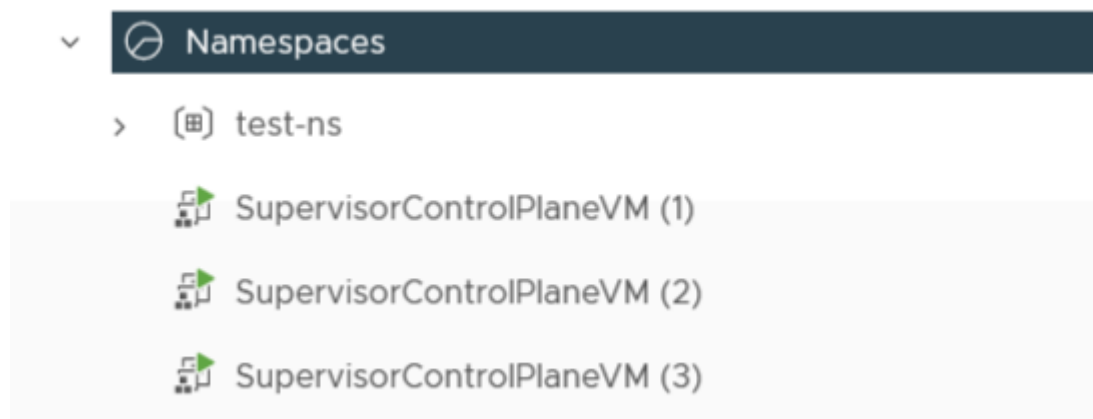 Namespaces
test-ns
SupervisorControlPlaneVM (1)
SupervisorControlPlaneVM (2)
SupervisorControlPlaneVM (3)